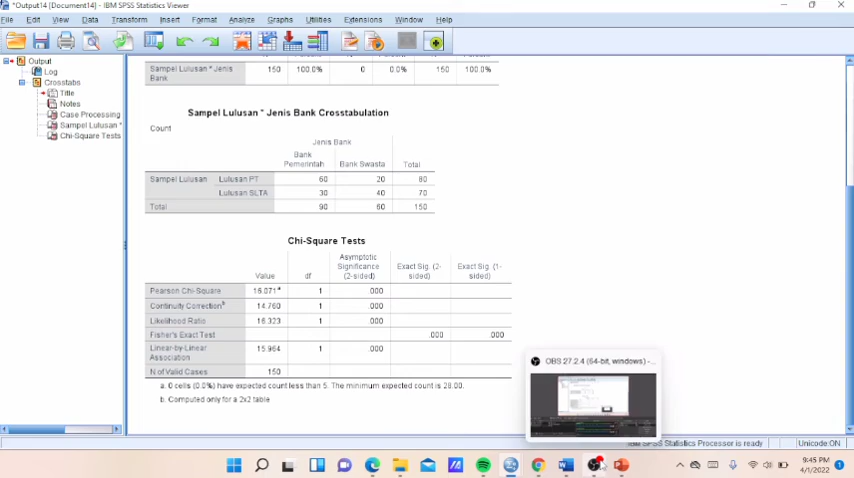 *Output14 [Document14] - IBM SPSS Statistics Viewer
File Edit View Data Transform Insert Format Analyze Graphs Utilities Extensions Window Help
Output
Log
Crosstabs
Title
Notes
Case Processing
Sampel Lulusan *
Chi-Square Tests
Sampel Lulusan * Jenis Bank 150 100.0% 0 0.0% 150 100.0%
Sampel Lulusan * Jenis Bank Crosstabulation
Count
Jenis Bank
Bank Pemerintah Bank Swasta Total
Sampel Lulusan Lulusan PT 60 20 80
Lulusan SLTA 30 40 70
Total 90 60 150
Chi-Square Tests
Value df Asymptotic Significance (2-sided) Exact Sig. (2-sided) Exact Sig. (1-sided)
Pearson Chi-Square 16.071ᵃ 1 .000
Continuity Correctionᵇ 14.760 1 .000
Likelihood Ratio 16.323 1 .000
Fisher's Exact Test .000 .000
Linear-by-Linear Association 15.964 1 .000
N of Valid Cases 150
a. 0 cells (0.0%) have expected count less than 5. The minimum expected count is 28.00.
b. Computed only for a 2x2 table
OBS 27.2.4 (64-bit, windows) -...
SPSS Statistics Processor is ready Unicode:ON
9:45 PM
4/1/2022